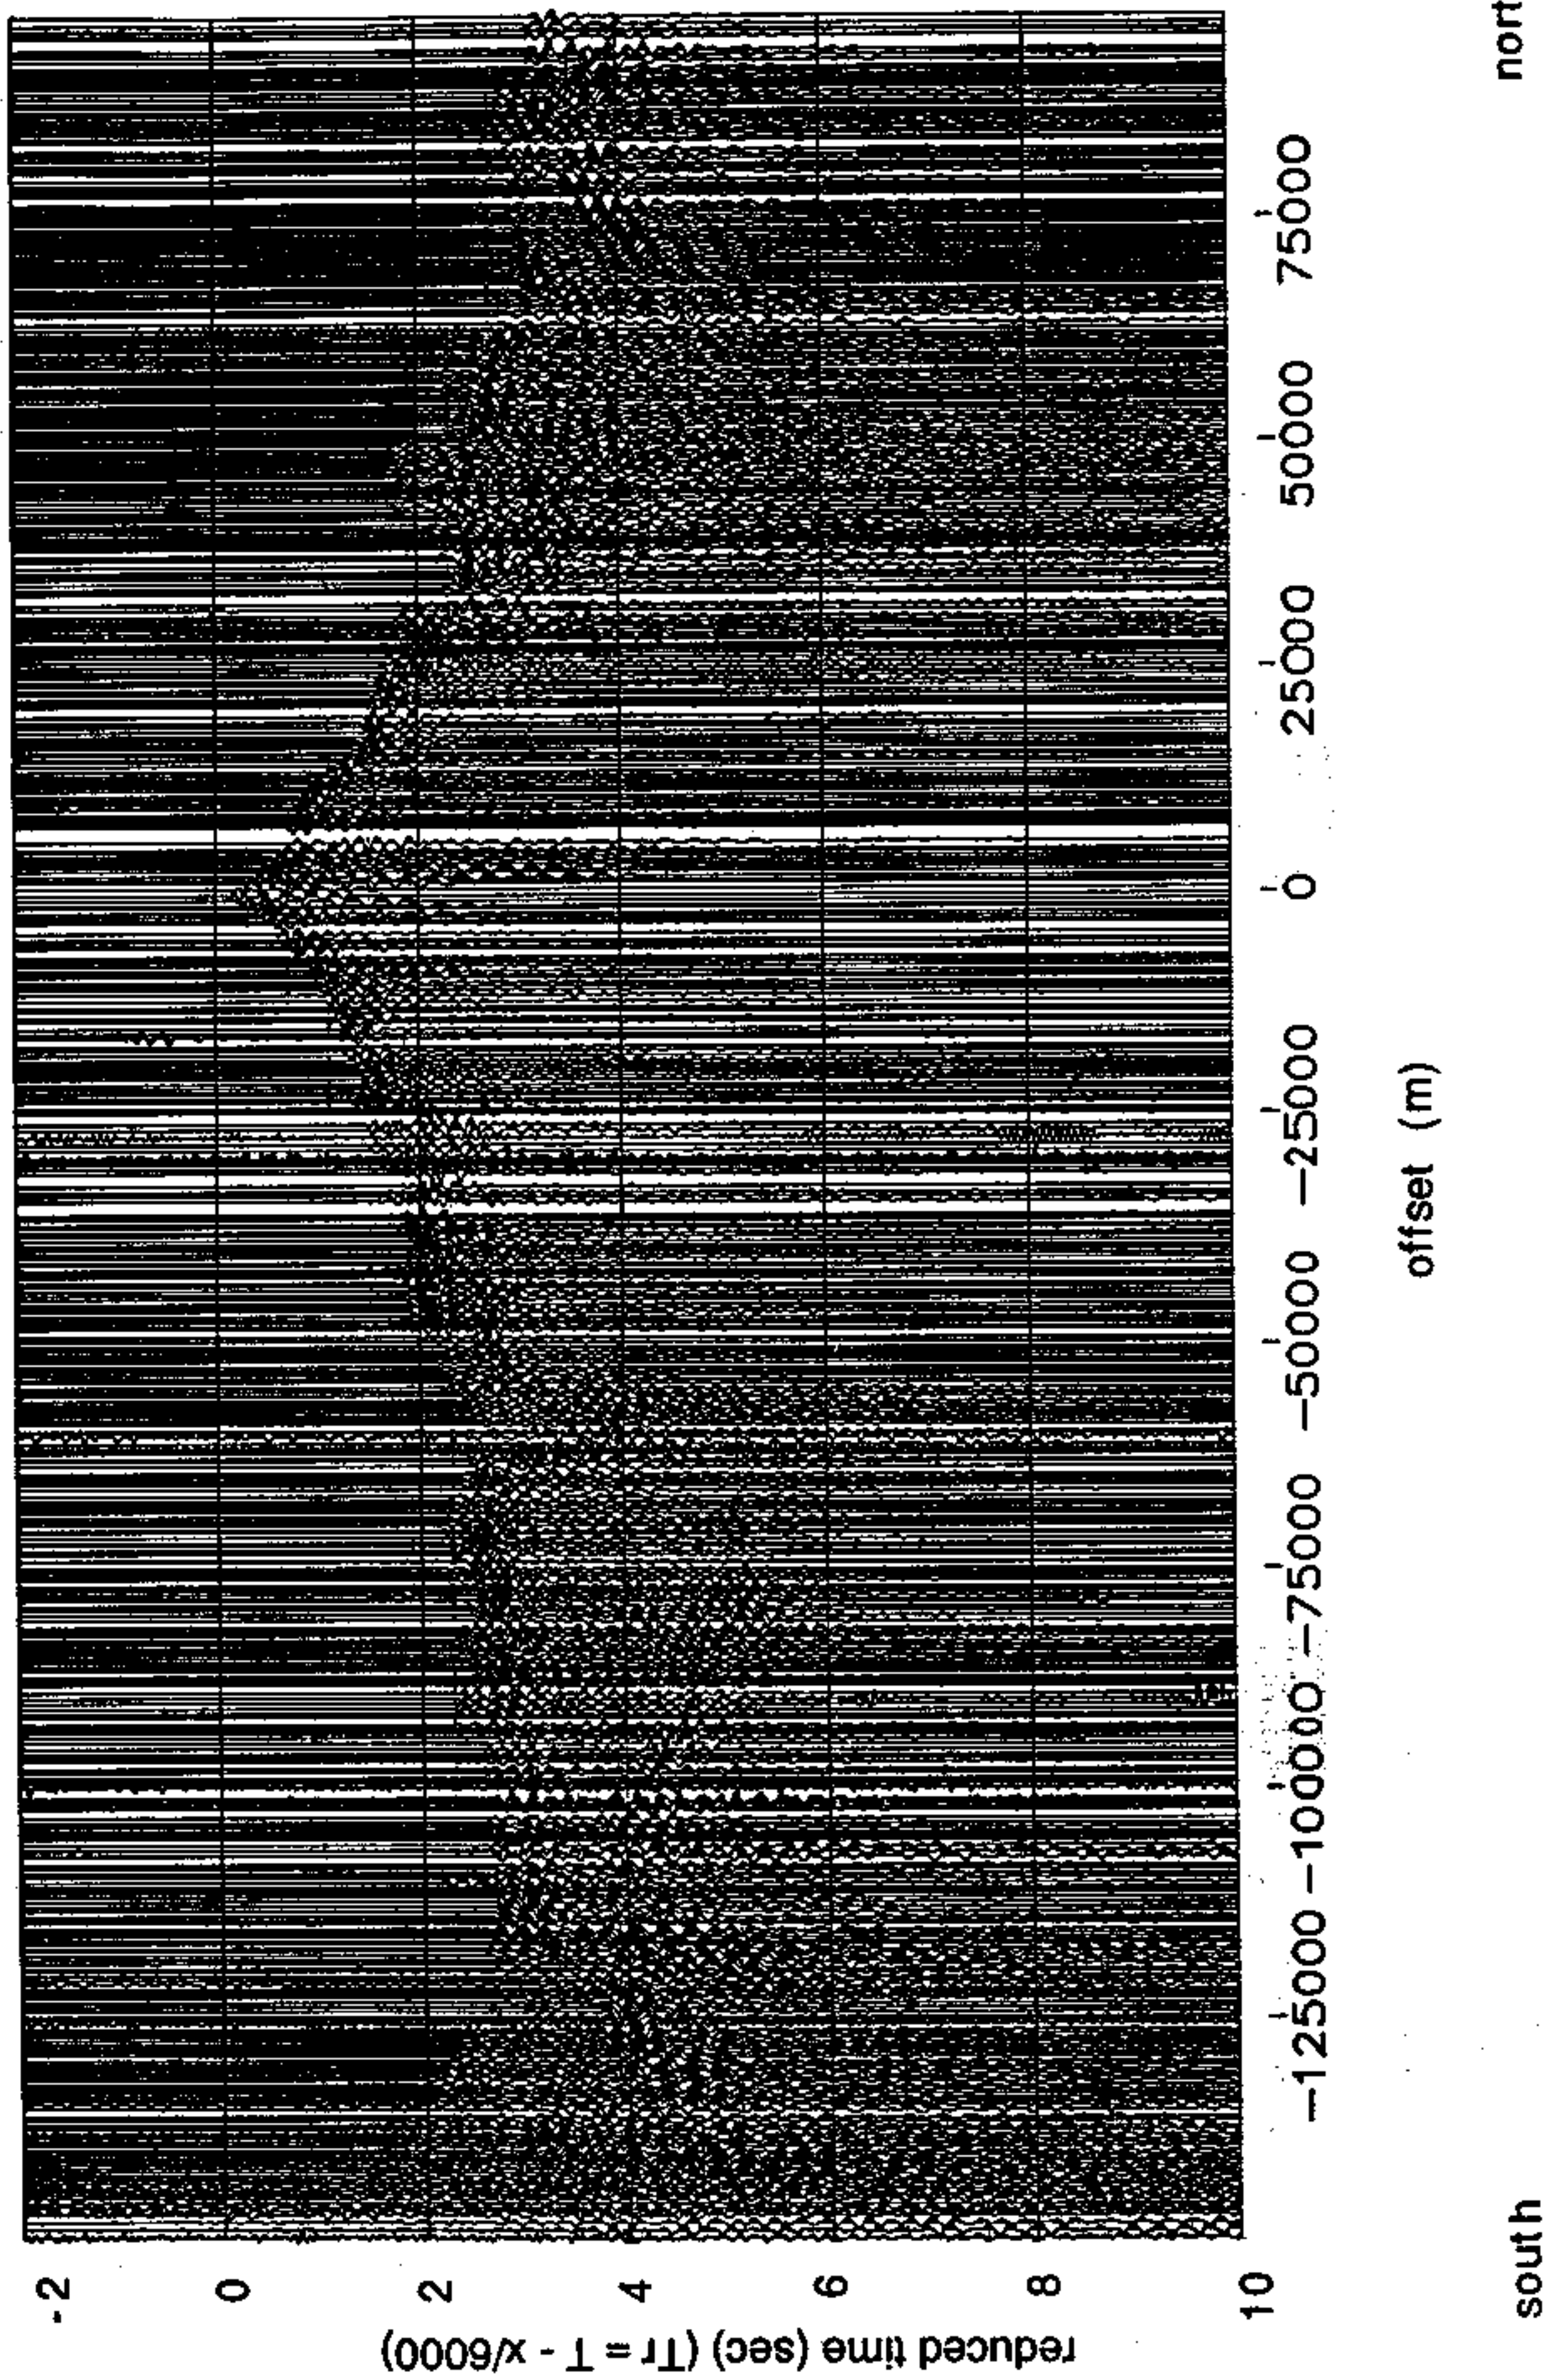 reduced time (sec) (Tr = T - x/6000)
-2
0
2
4
6
8
10
−125000 −100000 −75000 −50000 −25000 0 25000 50000 75000
offset (m)
south nort